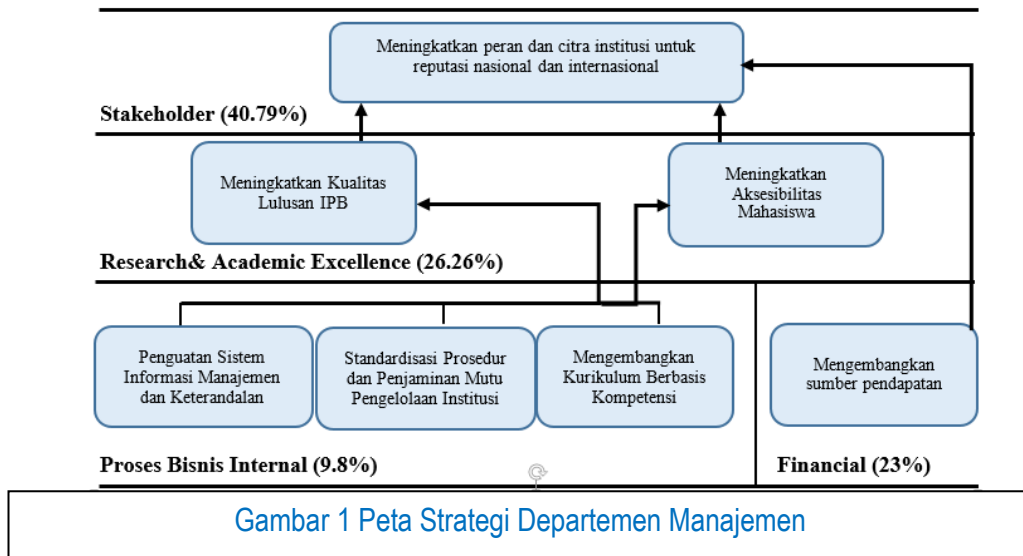 Meningkatkan peran dan citra institusi untuk
reputasi nasional dan internasional
Stakeholder (40.79%)
Meningkatkan Kualitas
Lulusan IPB
Meningkatkan
Aksesibilitas
Mahasiswa
Research& Academic Excellence (26.26%)
Penguatan Sistem
Informasi Manajemen
dan Keterandalan
Standardisasi Prosedur
dan Penjaminan Mutu
Pengelolaan Institusi
Mengembangkan
Kurikulum Berbasis
Kompetensi
Mengembangkan
sumber pendapatan
Proses Bisnis Internal (9.8%)
Financial (23%)
Gambar 1 Peta Strategi Departemen Manajemen